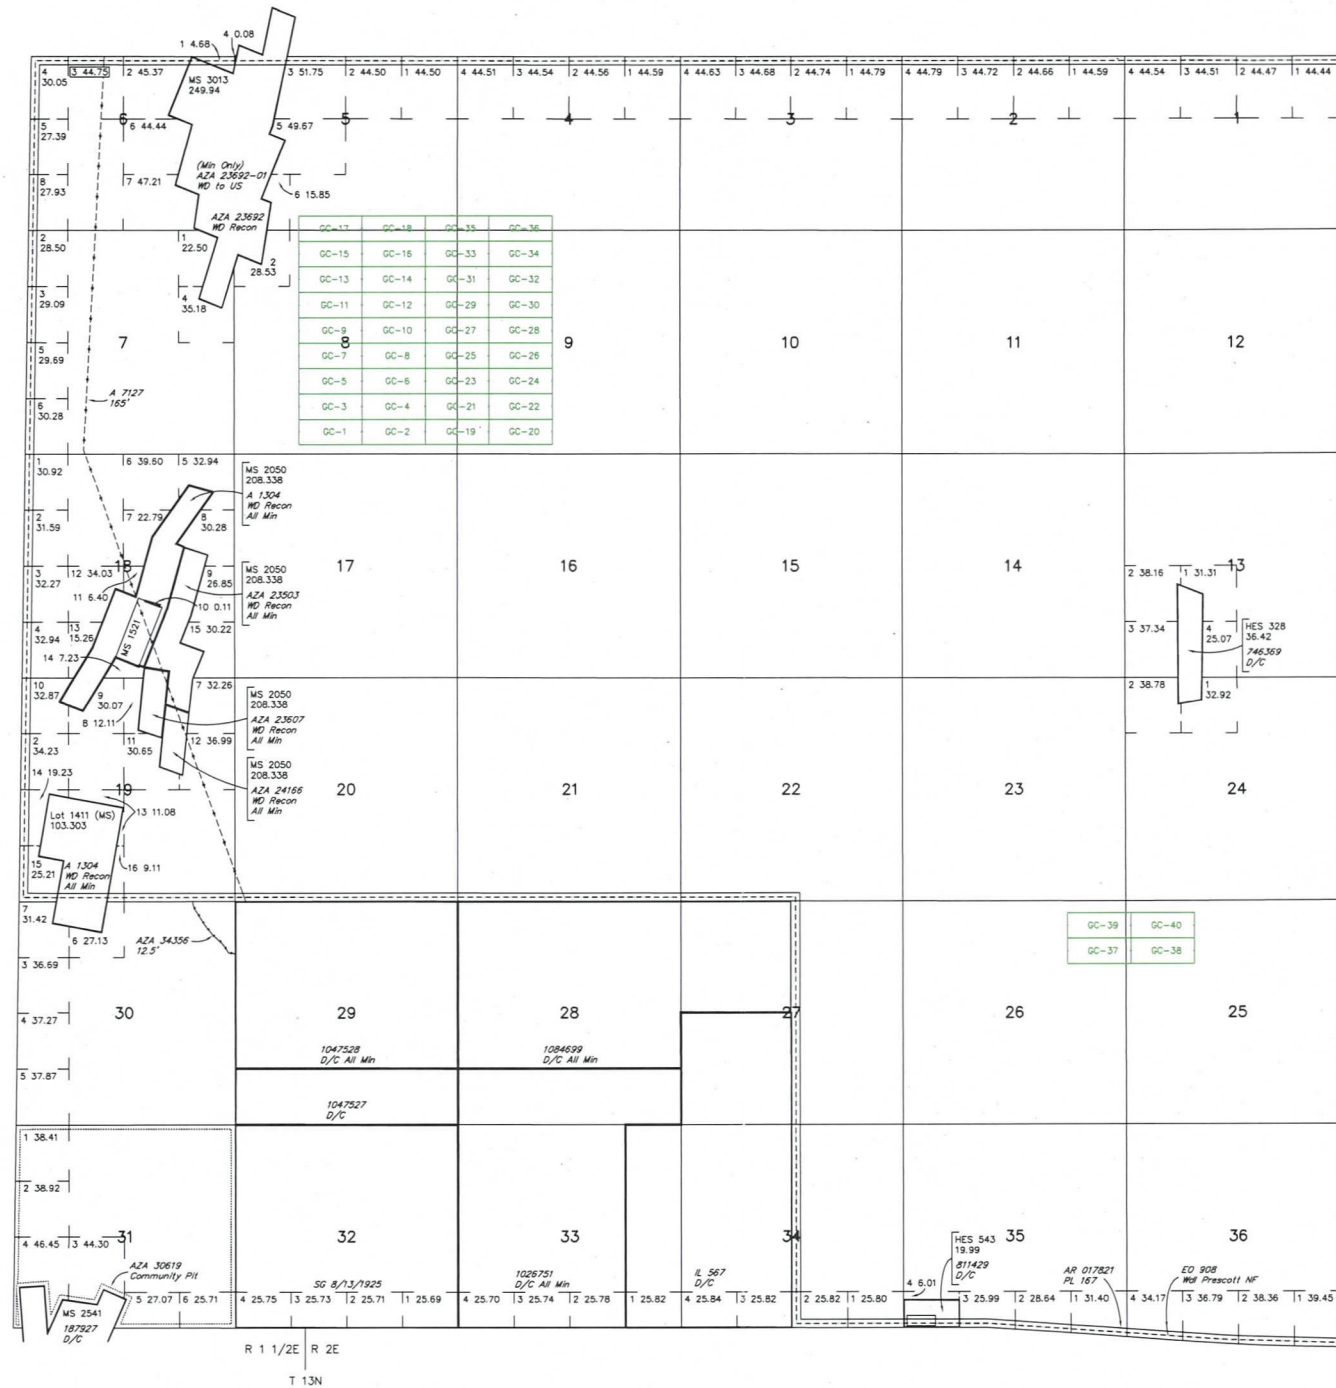 4 0.08
1 4.68
4 30.05
3 44.75
2 45.37
MS 3013
249.94
3 51.75
2 44.50
1 44.50
4 44.51
3 44.54
2 44.56
1 44.59
4 44.63
3 44.68
2 44.74
1 44.79
4 44.79
3 44.72
2 44.66
1 44.59
4 44.54
3 44.51
2 44.47
1 44.44
5
27.39
6
6 44.44
5 49.67
5
4
3
2
1
8
27.93
7 47.21
(Min Only)
AZA 23692-01
WD to US
6 15.85
AZA 23692
WD Recon
2
28.50
1
22.50
2
28.53
GC-17 GC-18 GC-35 GC-36
GC-15 GC-16 GC-33 GC-34
GC-13 GC-14 GC-31 GC-32
GC-11 GC-12 GC-29 GC-30
GC-9 GC-10 GC-27 GC-28
GC-7 GC-8 GC-25 GC-26
GC-5 GC-6 GC-23 GC-24
GC-3 GC-4 GC-21 GC-22
GC-1 GC-2 GC-19 GC-20
3
29.09
4
35.18
5
29.69
7
8
9
10
11
12
6
30.28
A 7127
165'
1
30.92
6 39.60
5 32.94
MS 2050
208.338
A 1304
WD Recon
All Min
2
31.59
7 22.79
8
30.28
3
32.27
12 34.03
18
9
26.85
MS 2050
208.338
AZA 23503
WD Recon
All Min
17
16
15
14
2 38.16
1 31.31
13
11 6.40
10 0.11
4
32.94
13
15.26
MS 1521
15 30.22
3 37.34
4
25.07
HES 328
36.42
746369
D/C
14 7.23
10
32.87
9
30.07
7 32.26
MS 2050
208.338
AZA 23607
WD Recon
All Min
2 38.78
1
32.92
8 12.11
2
34.23
11
30.65
12 36.99
MS 2050
208.338
AZA 24166
WD Recon
All Min
14 19.23
19
20
21
22
23
24
Lot 1411 (MS)
103.303
13 11.08
15
25.21
A 1304
WD Recon
All Min
16 9.11
7
31.42
6 27.13
AZA 34356
12.5'
GC-39 GC-40
GC-37 GC-38
3 36.69
4 37.27
30
29
28
27
26
25
1047528
D/C All Min
1084699
D/C All Min
5 37.87
1047527
D/C
1 38.41
2 38.92
4 46.45
3 44.30
31
32
33
34
35
36
HES 543
19.99
811429
D/C
AZA 30619
Community Pit
SG 8/13/1925
1026751
D/C All Min
IL 567
D/C
AR 017821
PL 167
EO 908
Wdl Prescott NF
MS 2541
187927
D/C
5 27.07
6 25.71
4 25.75
3 25.73
2 25.71
1 25.69
4 25.70
3 25.74
2 25.78
1 25.82
4 25.84
3 25.82
2 25.82
1 25.80
4 6.01
3 25.99
2 28.64
1 31.40
4 34.17
3 36.79
2 38.36
1 39.45
R 1 1/2E R 2E
T 13N